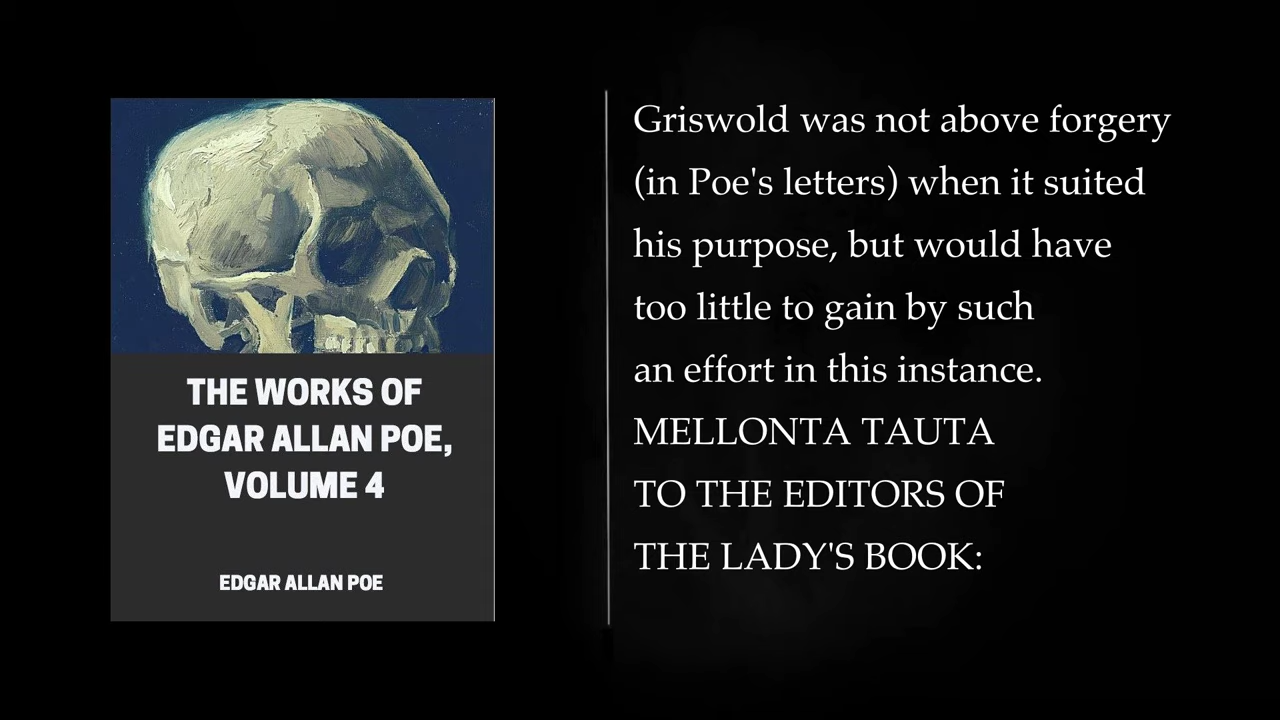 THE WORKS OF
EDGAR ALLAN POE,
VOLUME 4
EDGAR ALLAN POE
Griswold was not above forgery
(in Poe's letters) when it suited
his purpose, but would have
too little to gain by such
an effort in this instance.
MELLONTA TAUTA
TO THE EDITORS OF
THE LADY'S BOOK: